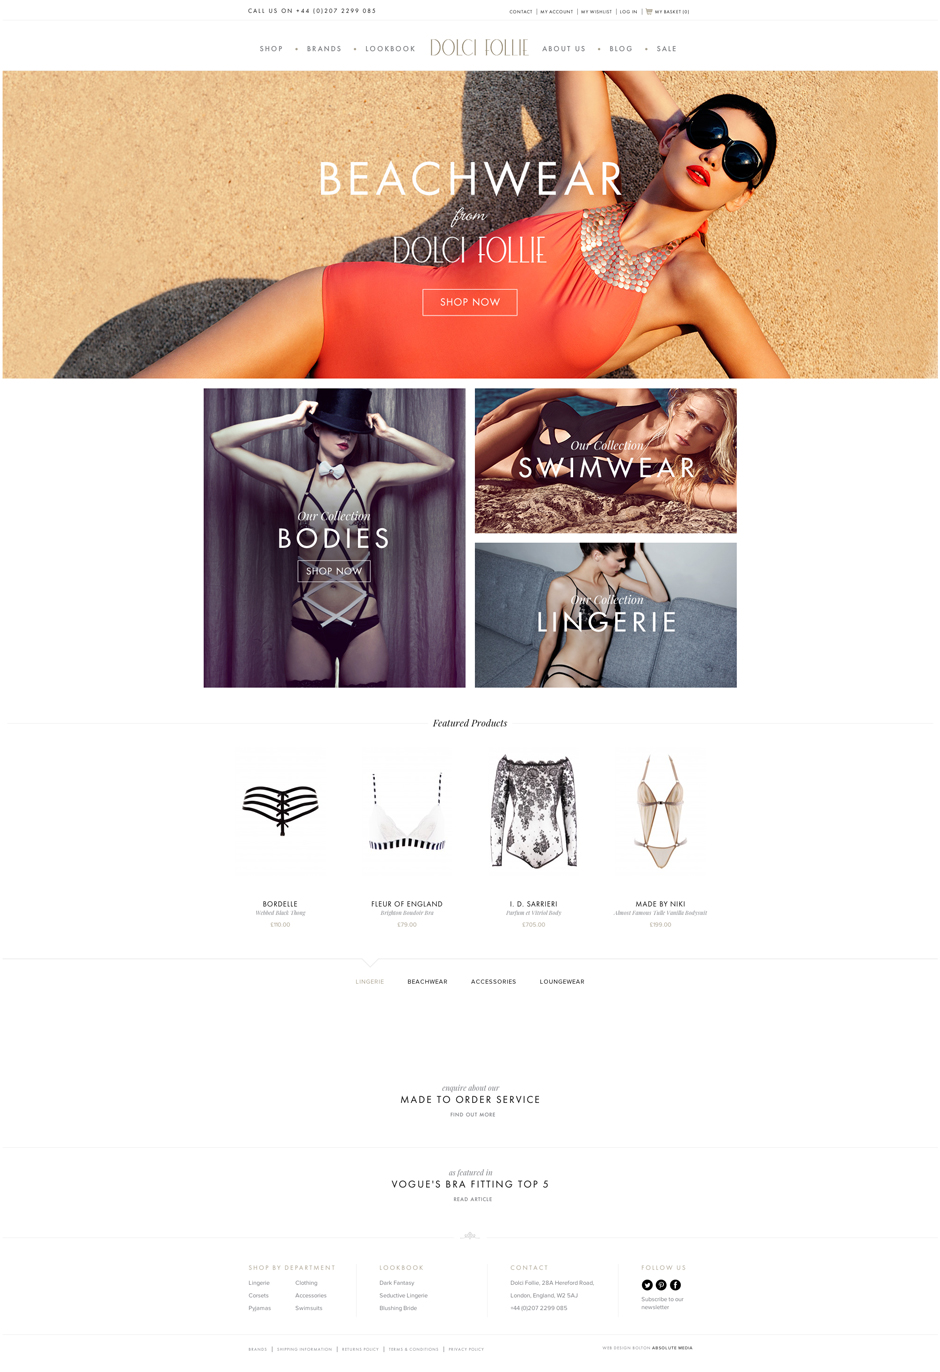 CALL US ON +44 (0)207 2299 085
CONTACT | MY ACCOUNT | MY WISHLIST | LOG IN | MY BASKET (0)
SHOP • BRANDS • LOOKBOOK DOLCI FOLLIE ABOUT US • BLOG • SALE
BEACHWEAR
from
DOLCI FOLLIE
SHOP NOW
Our Collection
BODIES
SHOP NOW
Our Collection
SWIMWEAR
Our Collection
LINGERIE
Featured Products
BORDELLE
Webbed Black Thong
£110.00
FLEUR OF ENGLAND
Brighton Boudoir Bra
£79.00
I. D. SARRIERI
Parfum et Vitriol Body
£705.00
MADE BY NIKI
Almost Famous Tulle Vanilla Bodysuit
£199.00
LINGERIE BEACHWEAR ACCESSORIES LOUNGEWEAR
enquire about our
MADE TO ORDER SERVICE
FIND OUT MORE
as featured in
VOGUE'S BRA FITTING TOP 5
READ ARTICLE
SHOP BY DEPARTMENT
Lingerie Clothing
Corsets Accessories
Pyjamas Swimsuits
LOOKBOOK
Dark Fantasy
Seductive Lingerie
Blushing Bride
CONTACT
Dolci Follie, 28A Hereford Road,
London, England, W2 5AJ
+44 (0)207 2299 085
FOLLOW US
Subscribe to our
newsletter
BRANDS | SHIPPING INFORMATION | RETURNS POLICY | TERMS & CONDITIONS | PRIVACY POLICY
WEB DESIGN BOLTON ABSOLUTE MEDIA